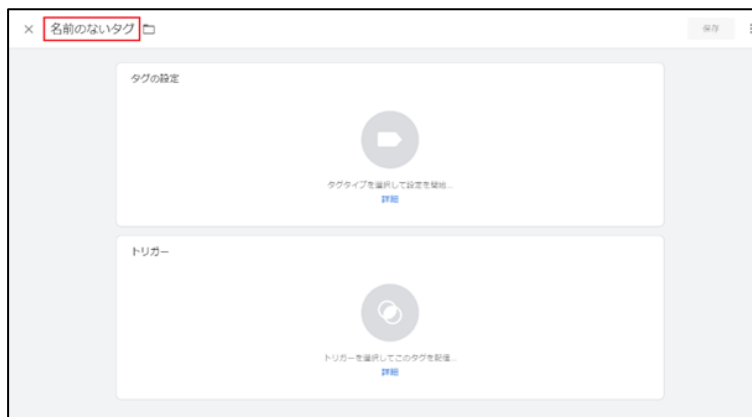 × 名前のないタグ
保存
タグの設定
タグタイプを選択して設定を開始...
詳細
トリガー
トリガーを選択してこのタグを配信...
詳細